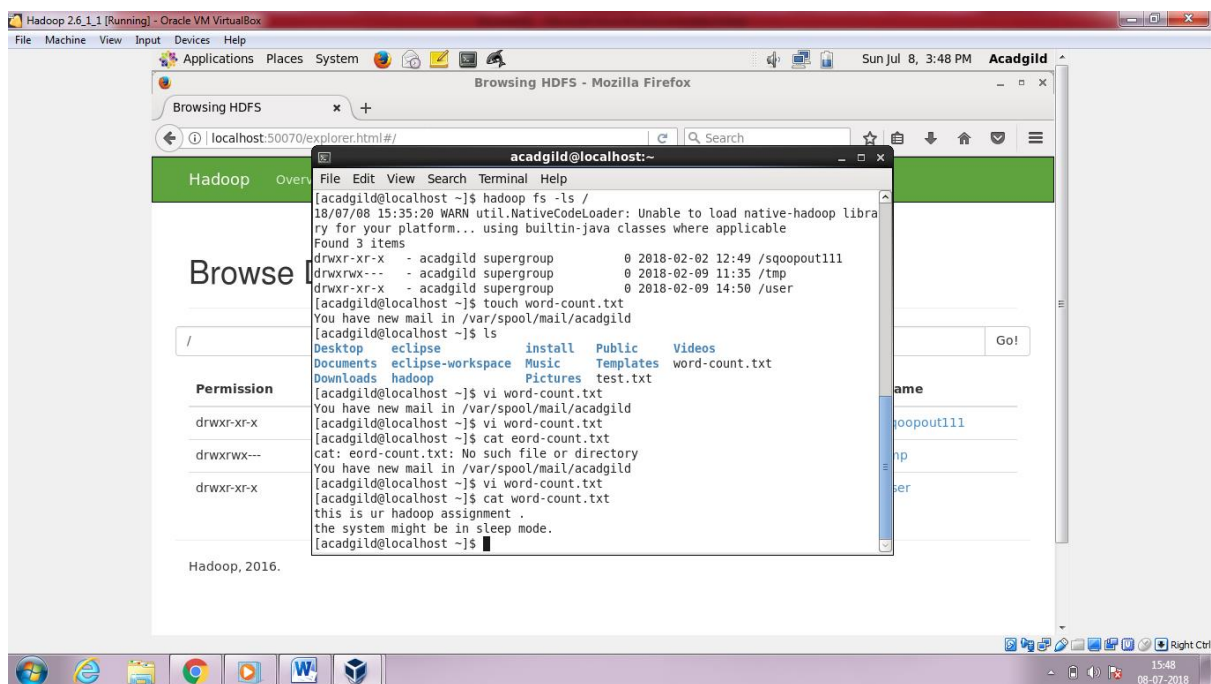 Hadoop 2.6_1_1 [Running] - Oracle VM VirtualBox
File Machine View Input Devices Help
Applications Places System Sun Jul 8, 3:48 PM Acadgild
Browsing HDFS - Mozilla Firefox
Browsing HDFS
localhost:50070/explorer.html#/ Search
acadgild@localhost:~
Hadoop Overv
File Edit View Search Terminal Help
[acadgild@localhost ~]$ hadoop fs -ls /
18/07/08 15:35:20 WARN util.NativeCodeLoader: Unable to load native-hadoop libra
ry for your platform... using builtin-java classes where applicable
Found 3 items
drwxr-xr-x - acadgild supergroup 0 2018-02-02 12:49 /sqoopout111
drwxrwx--- - acadgild supergroup 0 2018-02-09 11:35 /tmp
drwxr-xr-x - acadgild supergroup 0 2018-02-09 14:50 /user
[acadgild@localhost ~]$ touch word-count.txt
You have new mail in /var/spool/mail/acadgild
[acadgild@localhost ~]$ ls
Desktop eclipse install Public Videos
Documents eclipse-workspace Music Templates word-count.txt
Downloads hadoop Pictures test.txt
[acadgild@localhost ~]$ vi word-count.txt
You have new mail in /var/spool/mail/acadgild
[acadgild@localhost ~]$ vi word-count.txt
[acadgild@localhost ~]$ cat eord-count.txt
cat: eord-count.txt: No such file or directory
You have new mail in /var/spool/mail/acadgild
[acadgild@localhost ~]$ vi word-count.txt
[acadgild@localhost ~]$ cat word-count.txt
this is ur hadoop assignment .
the system might be in sleep mode.
[acadgild@localhost ~]$
Browse D
/ Go!
Permission ame
drwxr-xr-x qoopout111
drwxrwx--- mp
drwxr-xr-x ser
Hadoop, 2016.
Right Ctrl
15:48
08-07-2018